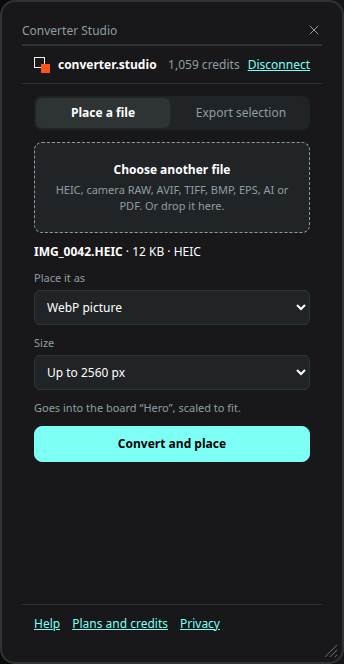 Converter Studio
converter.studio 1,059 credits Disconnect
Place a file Export selection
Choose another file
HEIC, camera RAW, AVIF, TIFF, BMP, EPS, AI or
PDF. Or drop it here.
IMG_0042.HEIC · 12 KB · HEIC
Place it as
WebP picture
Size
Up to 2560 px
Goes into the board “Hero”, scaled to fit.
Convert and place
Help Plans and credits Privacy